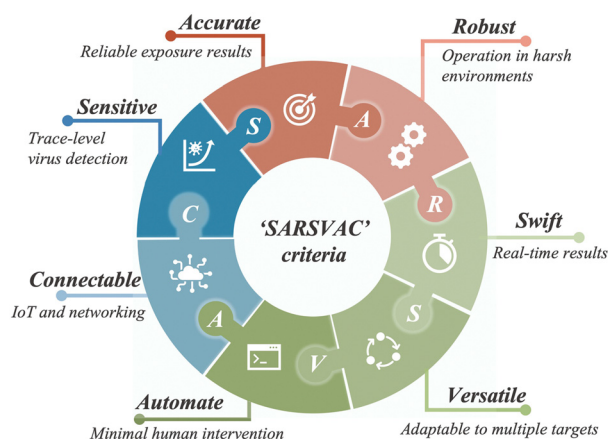 Accurate
Reliable exposure results
Robust
Operation in harsh
environments
Sensitive
Trace-level
virus detection
S
A
C
R
'SARSVAC'
criteria
Swift
Real-time results
Connectable
IoT and networking
A
V
S
>_
Automate
Minimal human intervention
Versatile
Adaptable to multiple targets